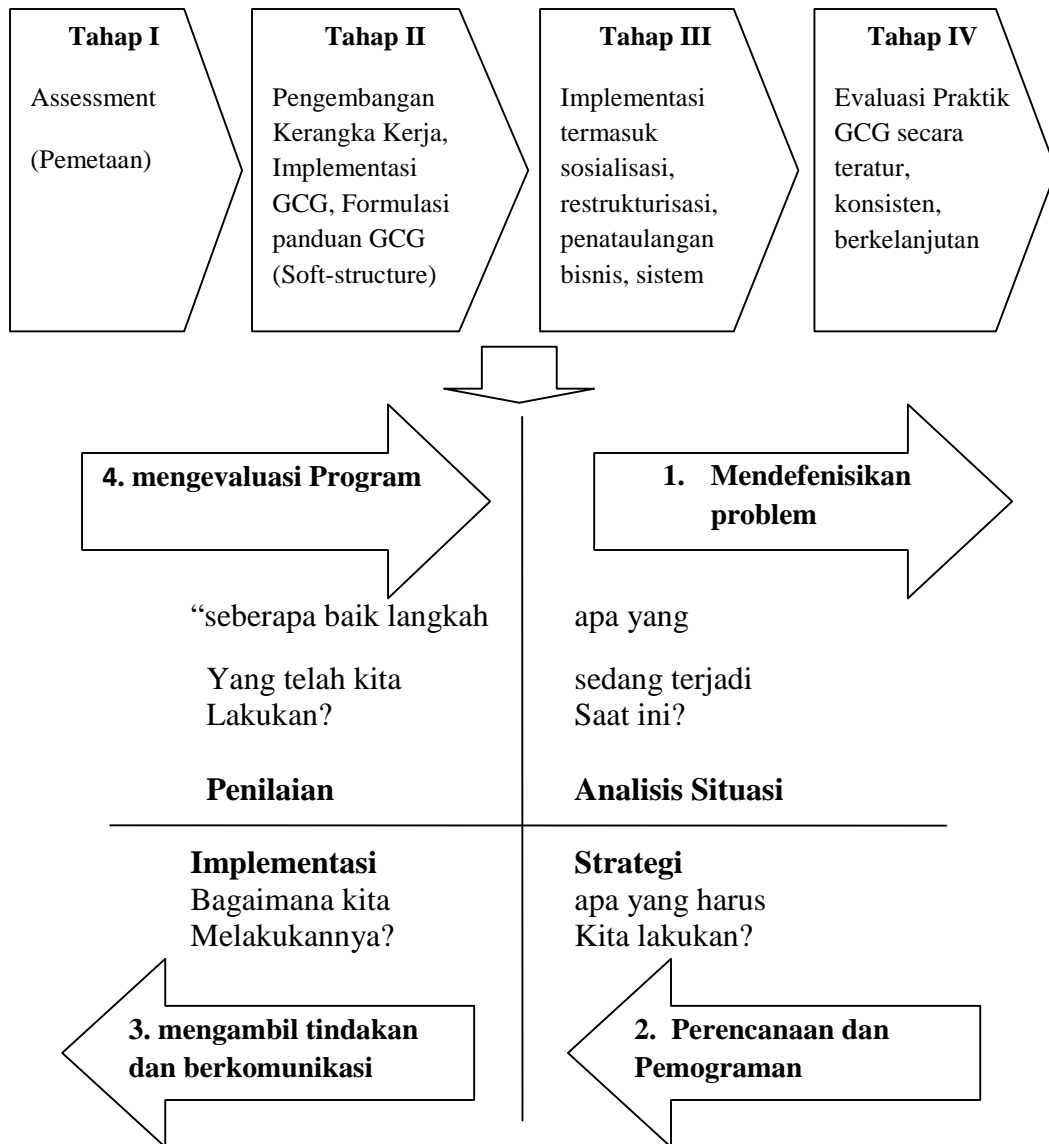 Tahap I
Assessment
(Pemetaan)
Tahap II
Pengembangan
Kerangka Kerja,
Implementasi
GCG, Formulasi
panduan GCG
(Soft-structure)
Tahap III
Implementasi
termasuk
sosialisasi,
restrukturisasi,
penataulangan
bisnis, sistem
Tahap IV
Evaluasi Praktik
GCG secara
teratur,
konsisten,
berkelanjutan
4. mengevaluasi Program
“seberapa baik langkah
Yang telah kita
Lakukan?
Penilaian
1. Mendefenisikan
problem
apa yang
sedang terjadi
Saat ini?
Analisis Situasi
Implementasi
Bagaimana kita
Melakukannya?
3. mengambil tindakan
dan berkomunikasi
Strategi
apa yang harus
Kita lakukan?
2. Perencanaan dan
Pemograman